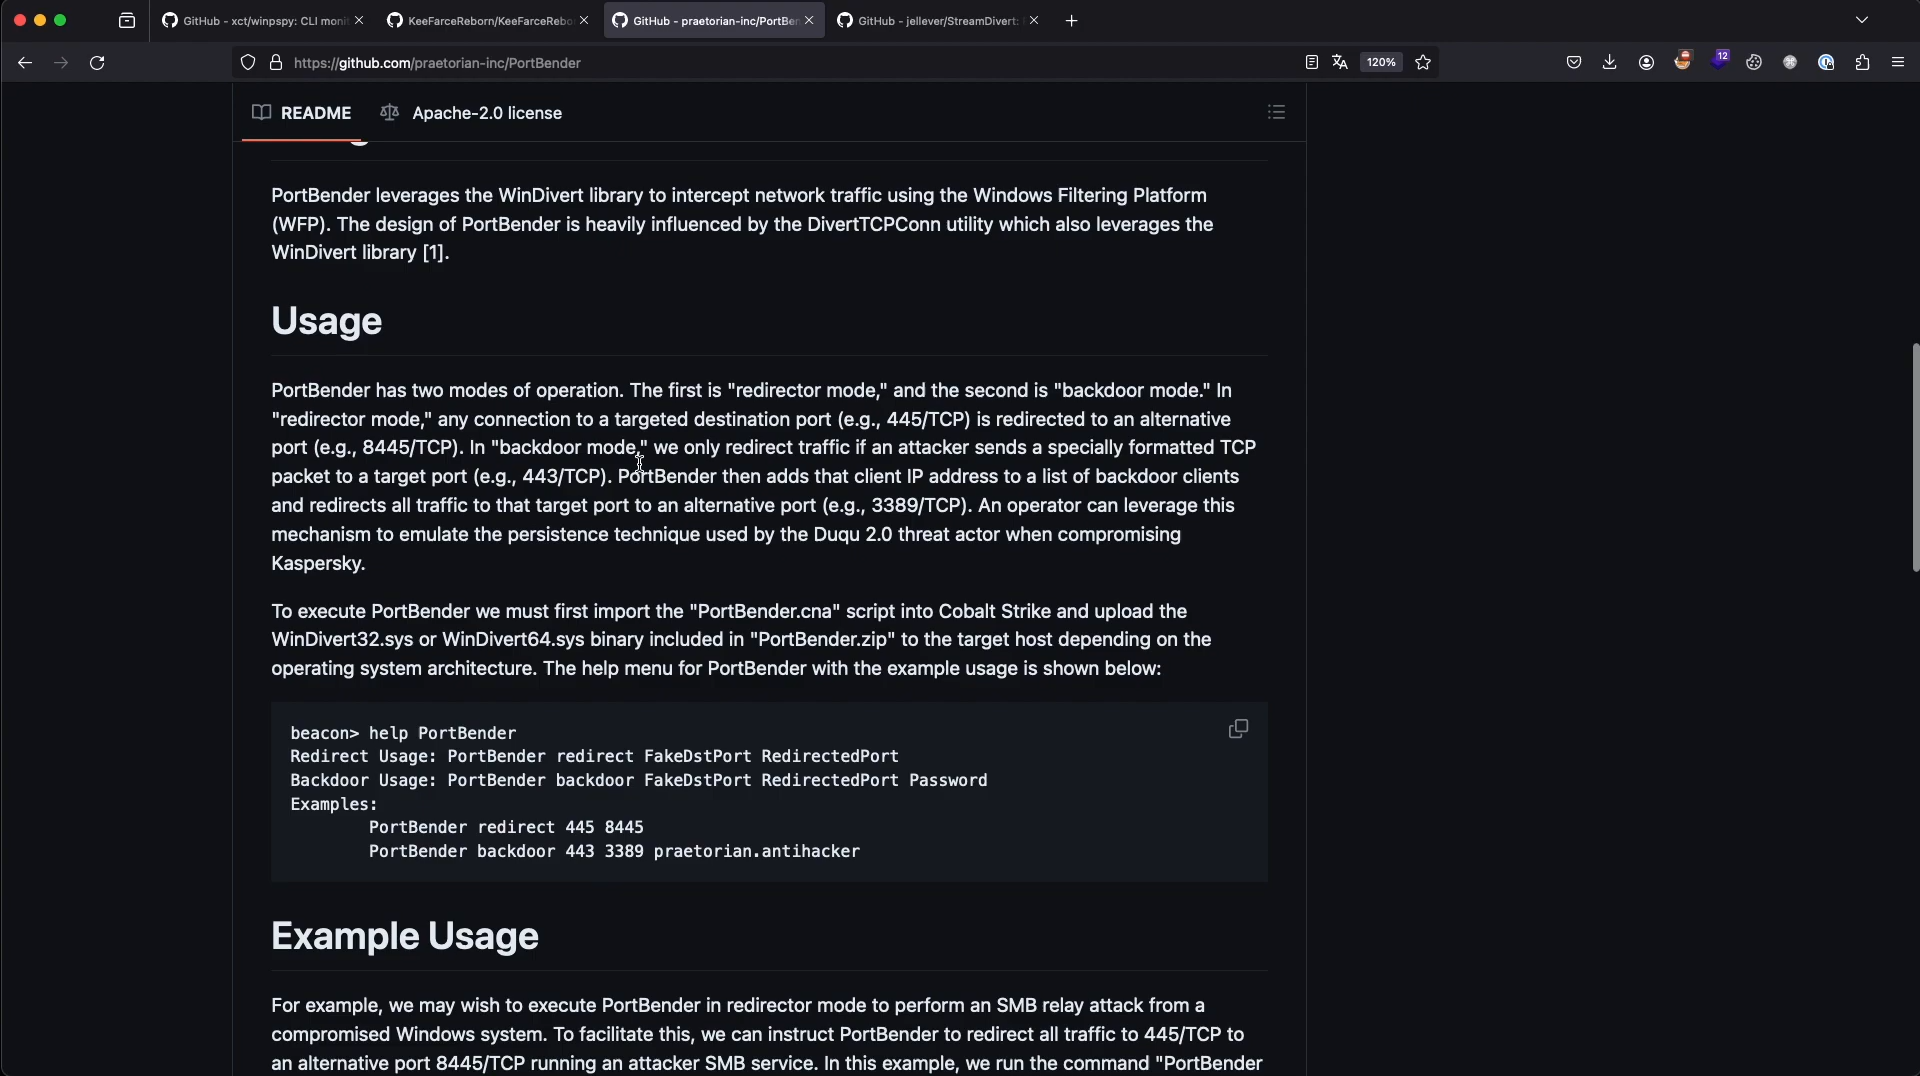 GitHub - xct/winpspy: CLI moni
KeeFarceReborn/KeeFarceRebo
GitHub - praetorian-inc/PortBen
GitHub - jellever/StreamDivert:
https://github.com/praetorian-inc/PortBender
120%
12
README
Apache-2.0 license
PortBender leverages the WinDivert library to intercept network traffic using the Windows Filtering Platform
(WFP). The design of PortBender is heavily influenced by the DivertTCPConn utility which also leverages the
WinDivert library [1].
Usage
PortBender has two modes of operation. The first is "redirector mode," and the second is "backdoor mode." In
"redirector mode," any connection to a targeted destination port (e.g., 445/TCP) is redirected to an alternative
port (e.g., 8445/TCP). In "backdoor mode," we only redirect traffic if an attacker sends a specially formatted TCP
packet to a target port (e.g., 443/TCP). PortBender then adds that client IP address to a list of backdoor clients
and redirects all traffic to that target port to an alternative port (e.g., 3389/TCP). An operator can leverage this
mechanism to emulate the persistence technique used by the Duqu 2.0 threat actor when compromising
Kaspersky.
To execute PortBender we must first import the "PortBender.cna" script into Cobalt Strike and upload the
WinDivert32.sys or WinDivert64.sys binary included in "PortBender.zip" to the target host depending on the
operating system architecture. The help menu for PortBender with the example usage is shown below:
beacon> help PortBender
Redirect Usage: PortBender redirect FakeDstPort RedirectedPort
Backdoor Usage: PortBender backdoor FakeDstPort RedirectedPort Password
Examples:
PortBender redirect 445 8445
PortBender backdoor 443 3389 praetorian.antihacker
Example Usage
For example, we may wish to execute PortBender in redirector mode to perform an SMB relay attack from a
compromised Windows system. To facilitate this, we can instruct PortBender to redirect all traffic to 445/TCP to
an alternative port 8445/TCP running an attacker SMB service. In this example, we run the command "PortBender